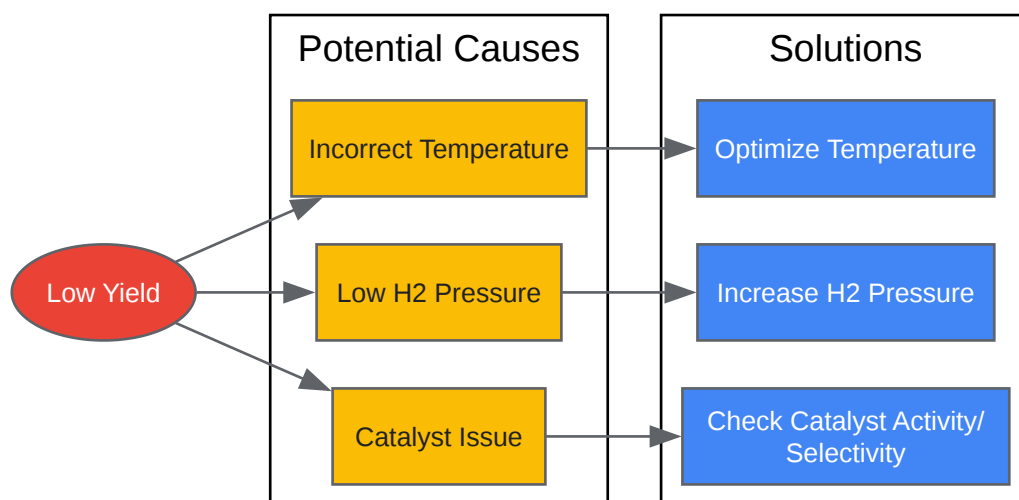 Potential Causes
Solutions
Incorrect Temperature
Optimize Temperature
Low Yield
Low H2 Pressure
Increase H2 Pressure
Catalyst Issue
Check Catalyst Activity/
Selectivity